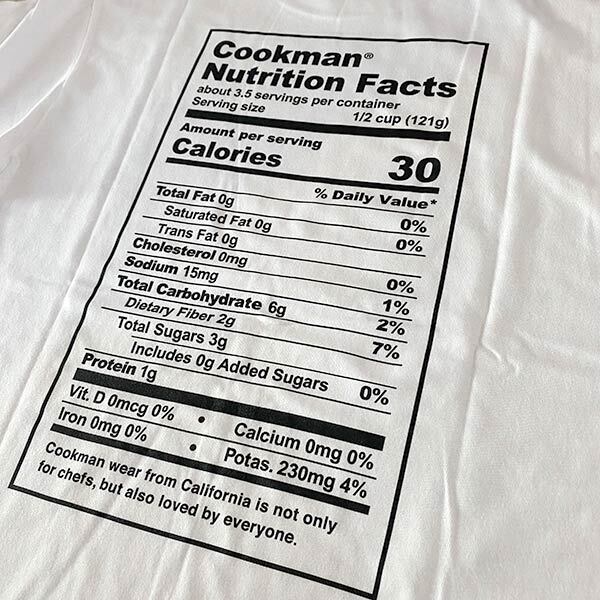 Cookman®
Nutrition Facts
about 3.5 servings per container
Serving size 1/2 cup (121g)
Amount per serving
Calories 30
% Daily Value*
Total Fat 0g 0%
Saturated Fat 0g 0%
Trans Fat 0g
Cholesterol 0mg 0%
Sodium 15mg 1%
Total Carbohydrate 6g 2%
Dietary Fiber 2g 7%
Total Sugars 3g
Includes 0g Added Sugars 0%
Protein 1g
Vit. D 0mcg 0% • Calcium 0mg 0%
Iron 0mg 0% • Potas. 230mg 4%
Cookman wear from California is not only
for chefs, but also loved by everyone.